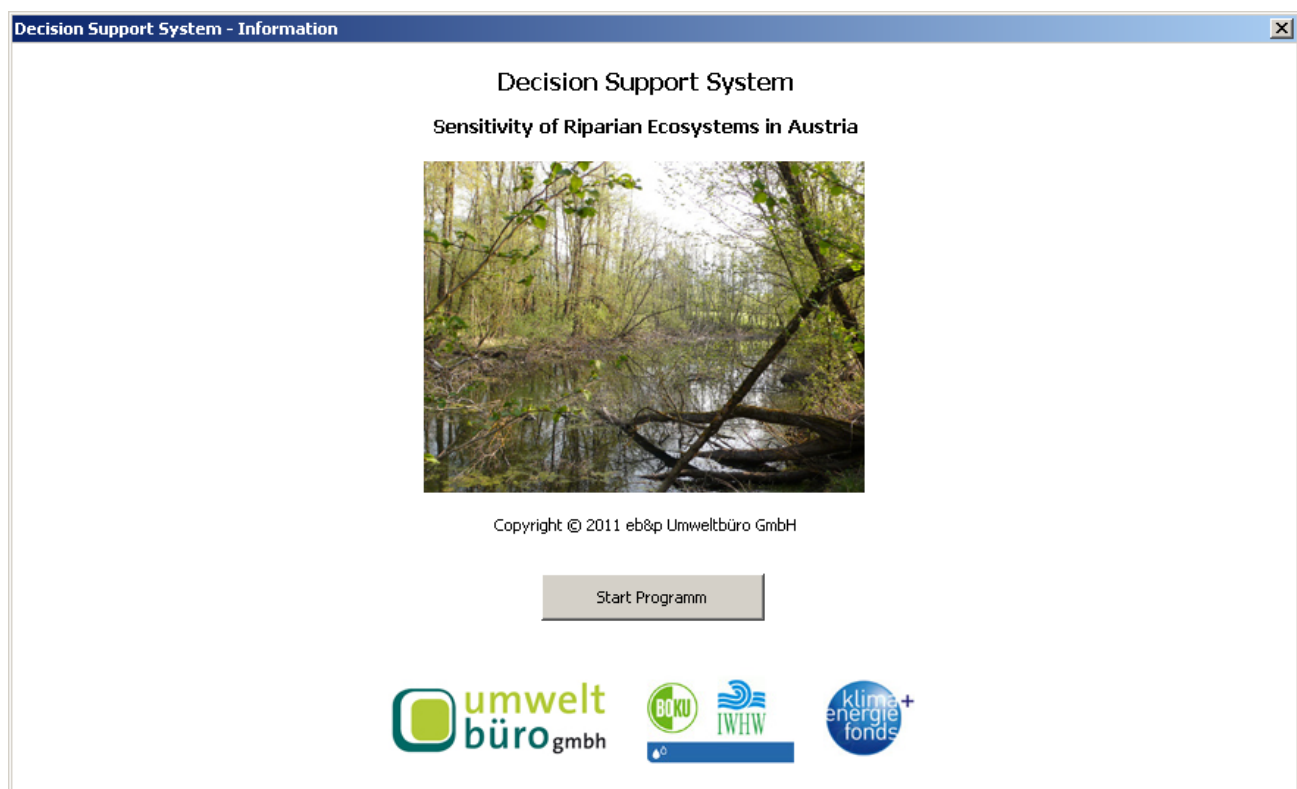 Decision Support System - Information
Decision Support System
Sensitivity of Riparian Ecosystems in Austria
Copyright © 2011 eb&p Umweltbüro GmbH
Start Programm
umwelt
büro gmbh
BOKU
IWHW
klima+
energie
fonds